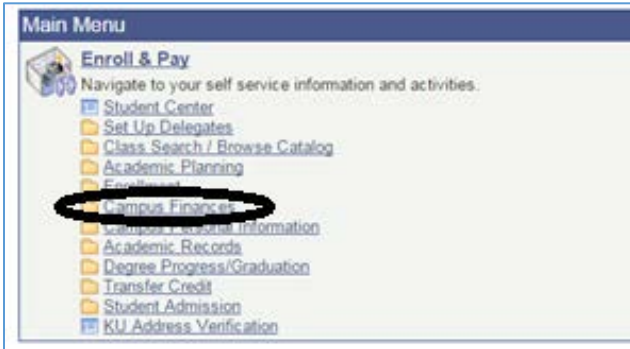 Main Menu
Enroll & Pay
Navigate to your self service information and activities.
Student Center
Set Up Delegates
Class Search / Browse Catalog
Academic Planning
Enrollment
Campus Finances
Campus Personal Information
Academic Records
Degree Progress/Graduation
Transfer Credit
Student Admission
KU Address Verification